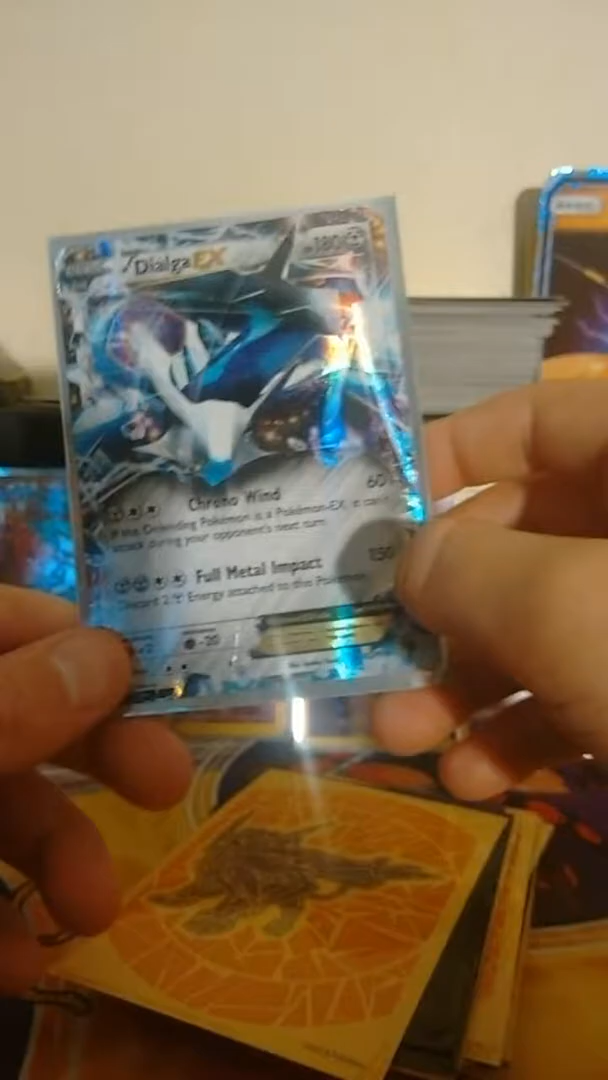 Dialga EX 180
Chrono Wind 60
If the Defending Pokémon is a Pokémon-EX, it can't
attack during your opponent's next turn.
Full Metal Impact 150
Discard 2 Energy attached to this Pokémon.
×2 -20